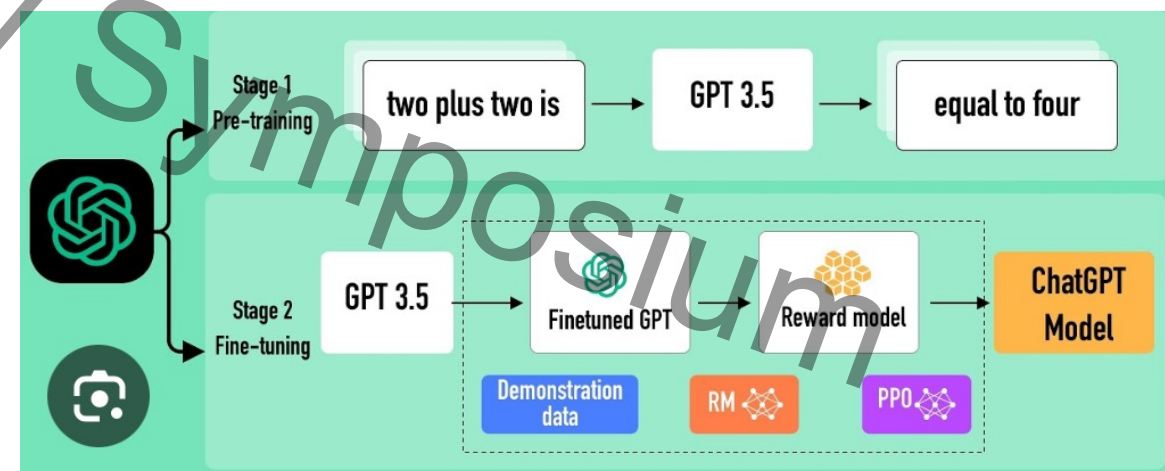 Symposium
Stage 1
Pre-training
two plus two is
GPT 3.5
equal to four
Stage 2
Fine-tuning
GPT 3.5
Finetuned GPT
Reward model
ChatGPT
Model
Demonstration
data
RM
PPO